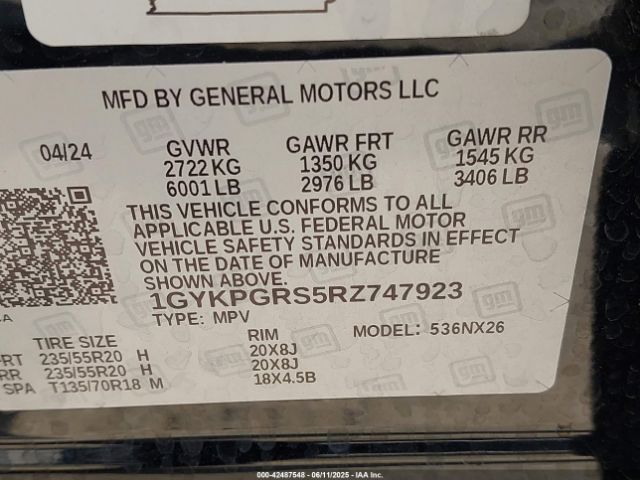 MFD BY GENERAL MOTORS LLC
04/24 GVWR GAWR FRT GAWR RR
2722 KG 1350 KG 1545 KG
6001 LB 2976 LB 3406 LB
THIS VEHICLE CONFORMS TO ALL
APPLICABLE U.S. FEDERAL MOTOR
VEHICLE SAFETY STANDARDS IN EFFECT
ON THE DATE OF MANUFACTURE
SHOWN ABOVE.
1GYKPGRS5RZ747923
TYPE: MPV MODEL: 536NX26
TIRE SIZE RIM
FRT 235/55R20 H 20X8J
RR 235/55R20 H 20X8J
SPA T135/70R18 M 18X4.5B
000-42487548 - 06/11/2025 - IAA Inc.